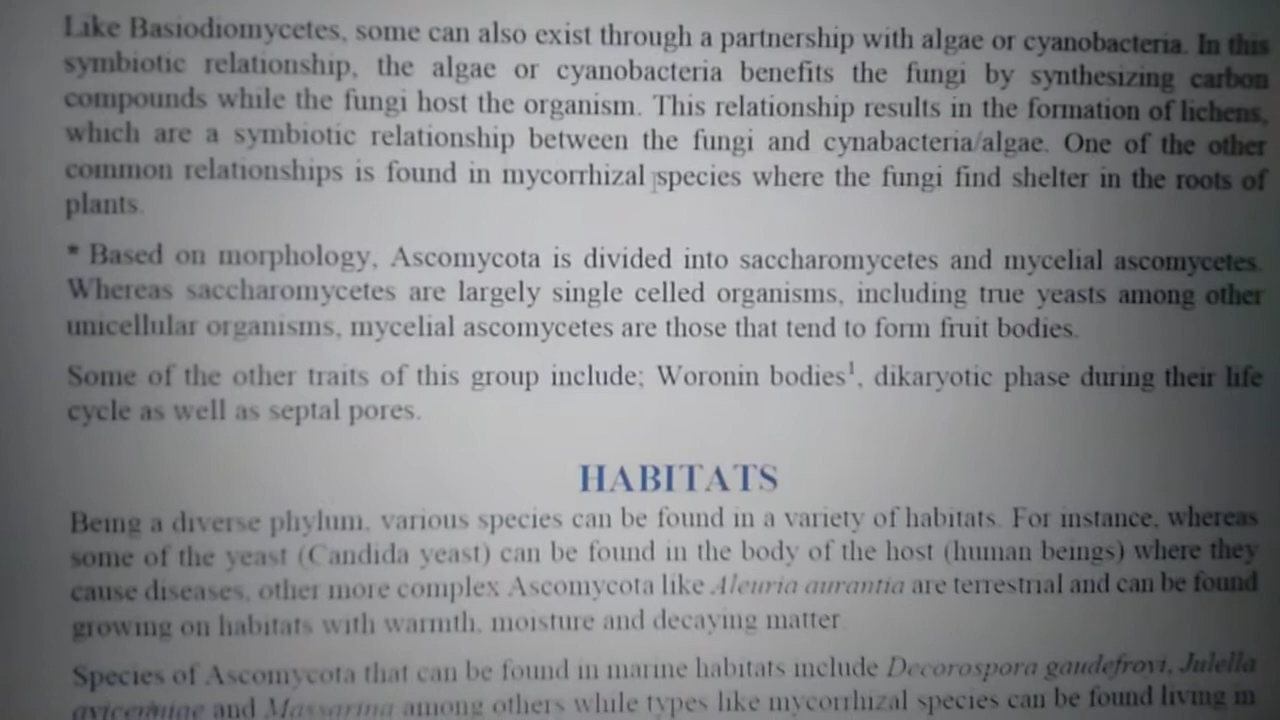 Like Basiodiomycetes, some can also exist through a partnership with algae or cyanobacteria. In this
symbiotic relationship, the algae or cyanobacteria benefits the fungi by synthesizing carbon
compounds while the fungi host the organism. This relationship results in the formation of lichens,
which are a symbiotic relationship between the fungi and cynabacteria/algae. One of the other
common relationships is found in mycorrhizal species where the fungi find shelter in the roots of
plants.
* Based on morphology, Ascomycota is divided into saccharomycetes and mycelial ascomycetes.
Whereas saccharomycetes are largely single celled organisms, including true yeasts among other
unicellular organisms, mycelial ascomycetes are those that tend to form fruit bodies.
Some of the other traits of this group include; Woronin bodies¹, dikaryotic phase during their life
cycle as well as septal pores.
HABITATS
Being a diverse phylum, various species can be found in a variety of habitats. For instance, whereas
some of the yeast (Candida yeast) can be found in the body of the host (human beings) where they
cause diseases, other more complex Ascomycota like Aleuria aurantia are terrestrial and can be found
growing on habitats with warmth, moisture and decaying matter.
Species of Ascomycota that can be found in marine habitats include Decorospora gaudefroyi, Julella
and Massarina among others while types like mycorrhizal species can be found living in